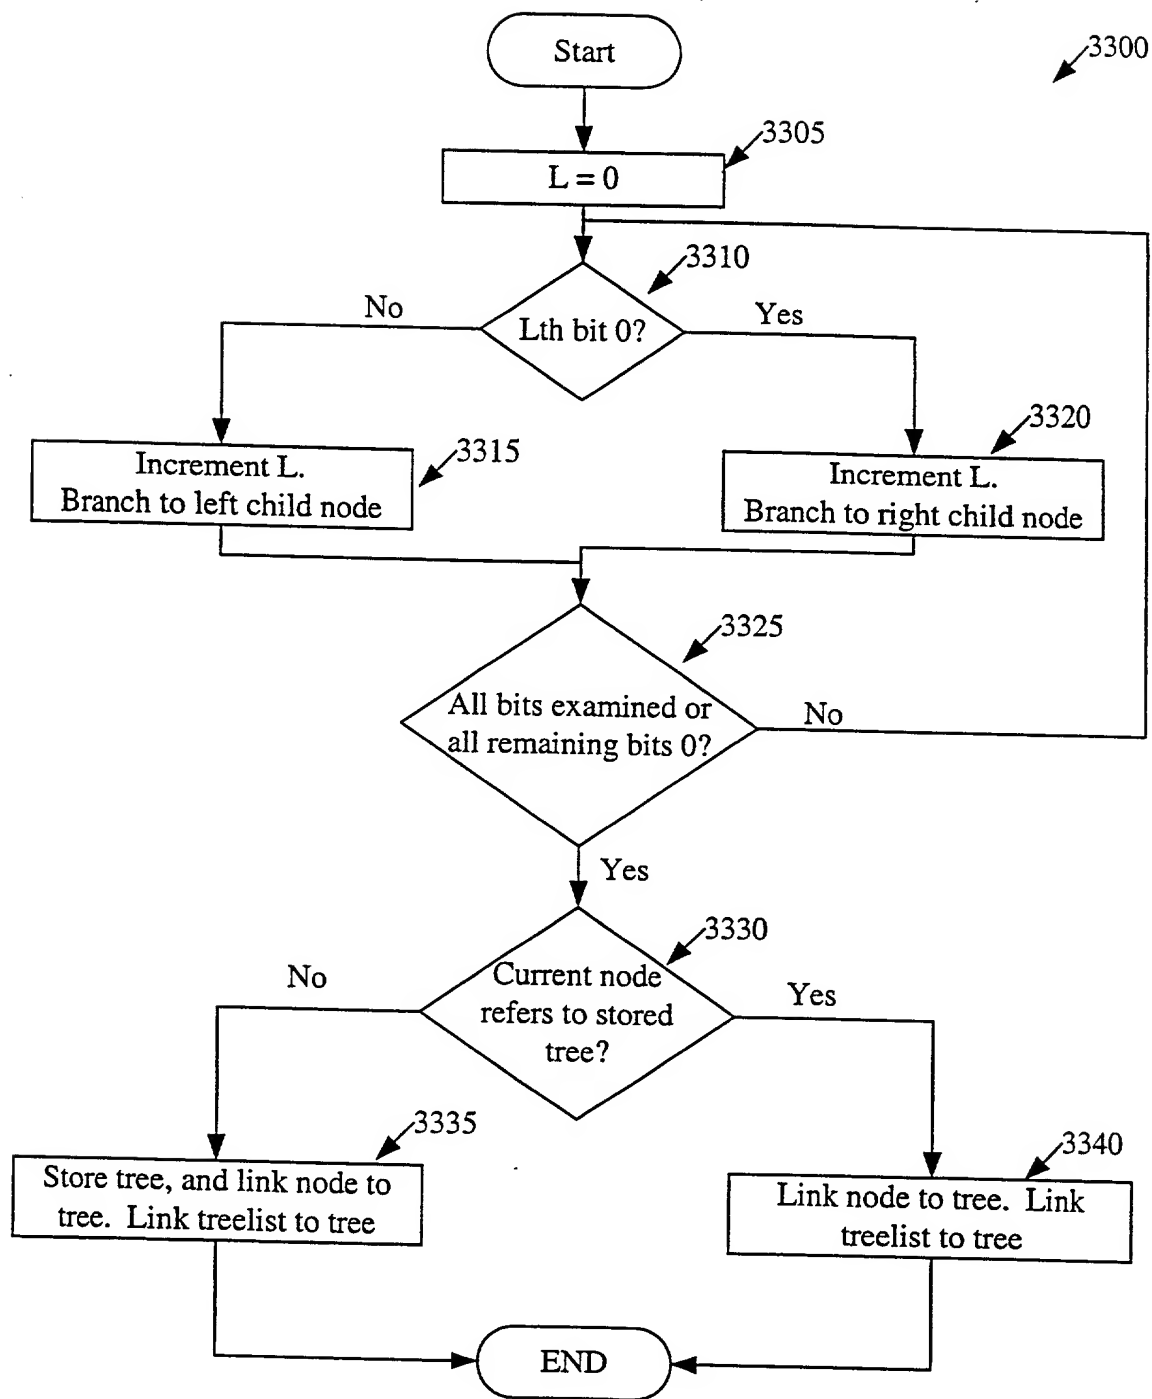 Start
3300
3305
L = 0
3310
No
Lth bit 0?
Yes
3315
3320
Increment L.
Branch to left child node
Increment L.
Branch to right child node
3325
All bits examined or
all remaining bits 0?
No
Yes
3330
No
Current node
refers to stored
tree?
Yes
3335
3340
Store tree, and link node to
tree. Link treelist to tree
Link node to tree. Link
treelist to tree
END